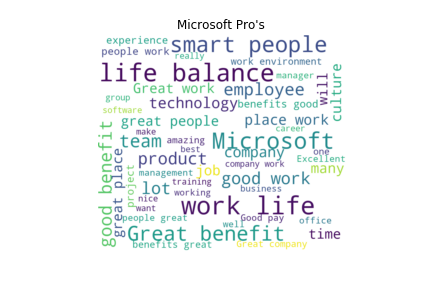 Microsoft Pro's
experience
smart people
people work
really
work environment
life balance
manager
will
culture
Great work
employee
group
technology
benefits good
software
great people
place work
make
career
team
amazing
Microsoft
best
company
one
Excellent
good benefit
great place
product
company work
many
project
management
job
good work
lot
training
business
nice
working
want
work life
people great
Good pay
office
well
Great benefit
time
benefits great
Great company